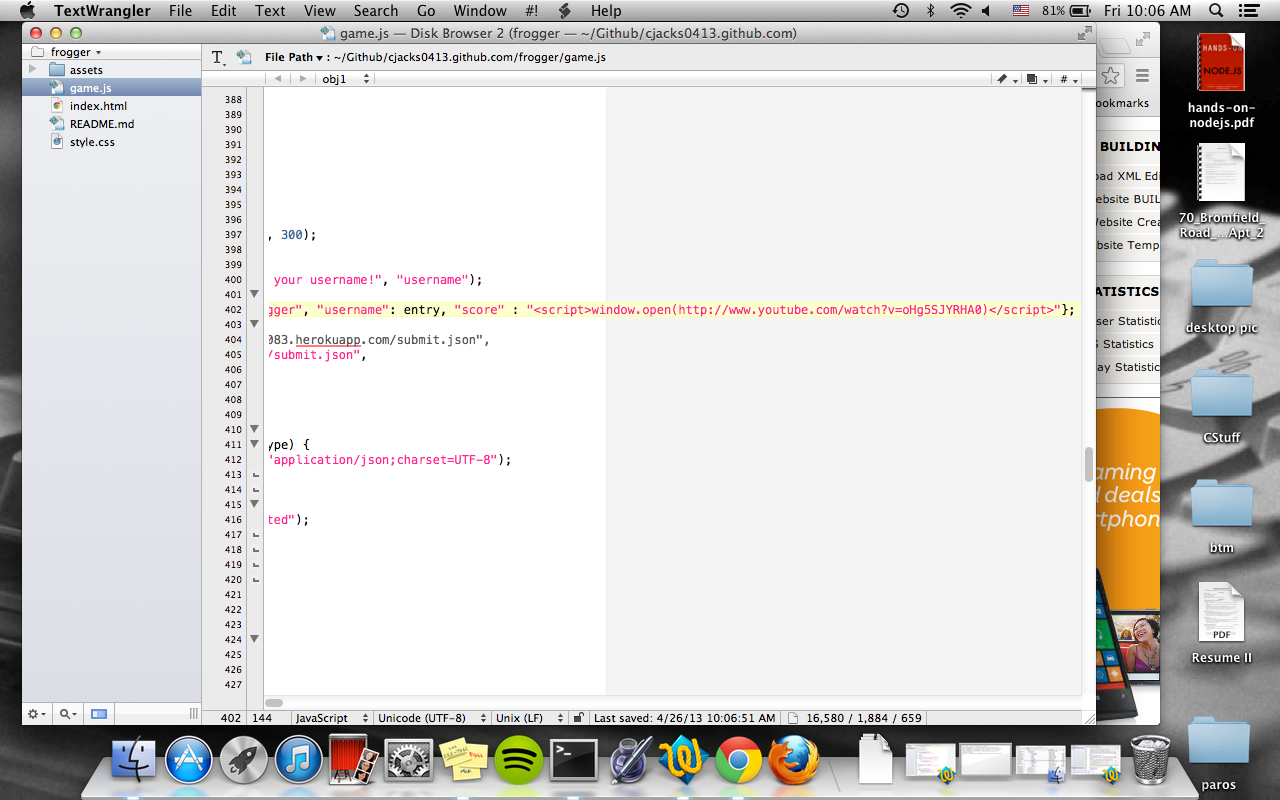 TextWrangler File Edit Text View Search Go Window #! Help 81% Fri 10:06 AM
game.js — Disk Browser 2 (frogger — ~/Github/cjacks0413.github.com)
frogger
File Path ▾ : ~/Github/cjacks0413.github.com/frogger/game.js
obj1
#
assets
game.js
index.html
README.md
style.css
388
389
390
391
392
393
394
395
396
397 , 300);
398
399
400 your username!", "username");
401
402 gger", "username": entry, "score" : "<script>window.open(http://www.youtube.com/watch?v=oHg5SJYRHA0)</script>"};
403
404 083.herokuapp.com/submit.json",
405 /submit.json",
406
407
408
409
410
411 ype) {
412 "application/json;charset=UTF-8");
413
414
415
416 ted");
417
418
419
420
421
422
423
424
425
426
427
402 144 JavaScript Unicode (UTF-8) Unix (LF) Last saved: 4/26/13 10:06:51 AM 16,580 / 1,884 / 659
ookmarks
BUILDIN
oad XML Edi
Website BUIL
Website Crea
bsite Temp
ATISTICS
ser Statistic
S Statistics
lay Statistic
aming
d deals
rtphon
HANDS-ON
NODE.JS
hands-on-
nodejs.pdf
70_Bromfield_
Road_...Apt_2
desktop pic
CStuff
btm
PDF
Resume II
paros